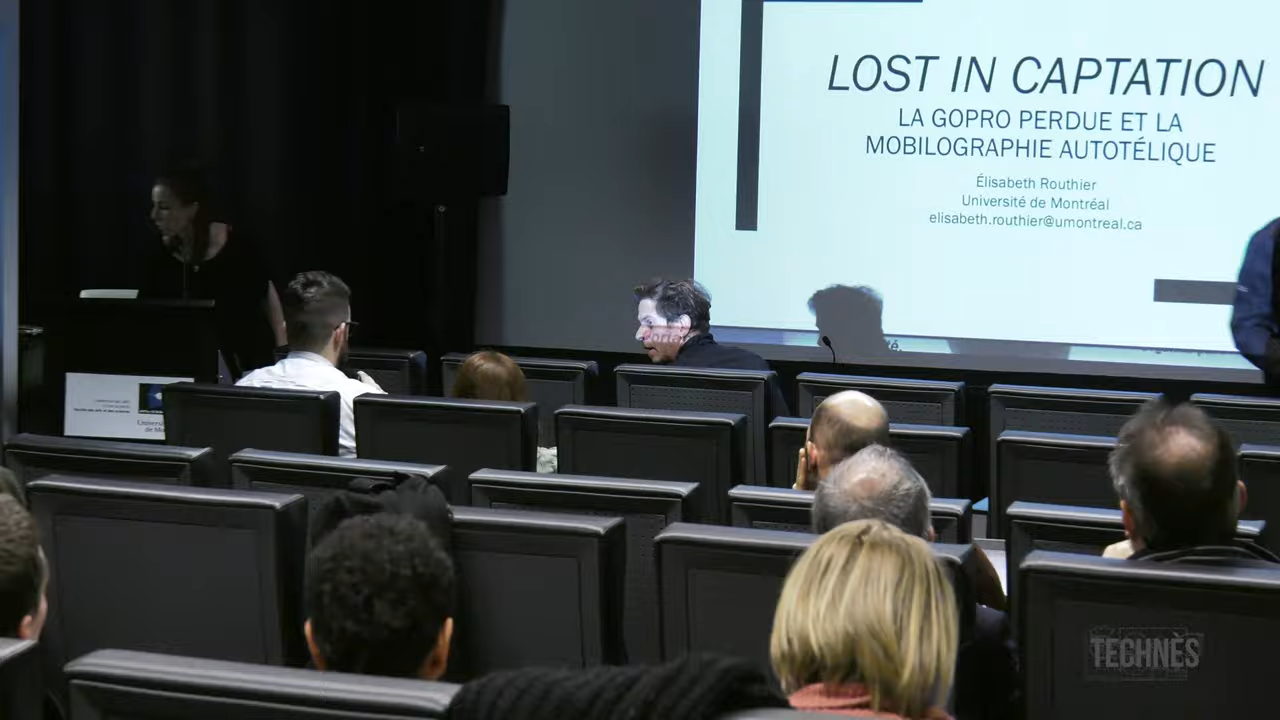 LOST IN CAPTATION
LA GOPRO PERDUE ET LA
MOBILOGRAPHIE AUTOTÉLIQUE
Élisabeth Routhier
Université de Montréal
elisabeth.routhier@umontreal.ca
TECHNÈS